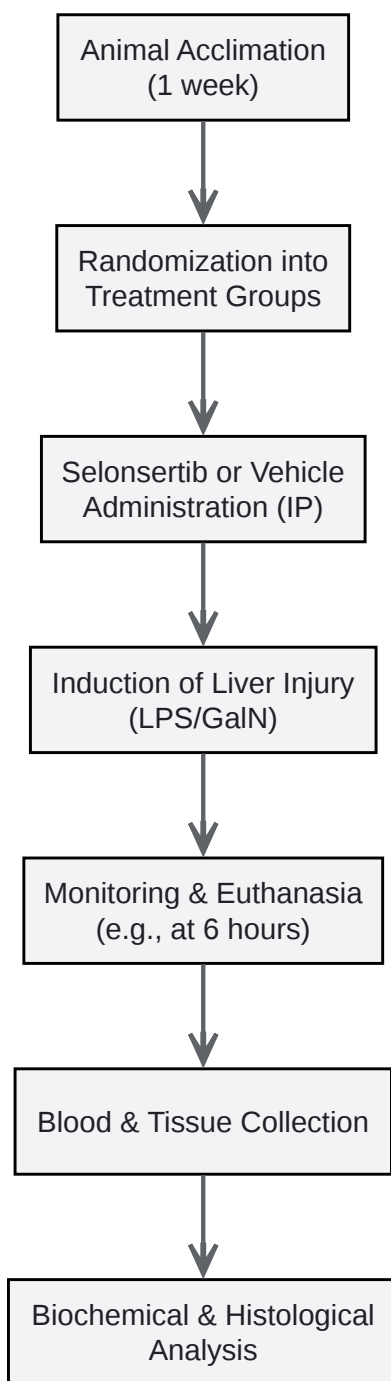 Animal Acclimation
(1 week)
Randomization into
Treatment Groups
Selonsertib or Vehicle
Administration (IP)
Induction of Liver Injury
(LPS/GalN)
Monitoring & Euthanasia
(e.g., at 6 hours)
Blood & Tissue Collection
Biochemical & Histological
Analysis